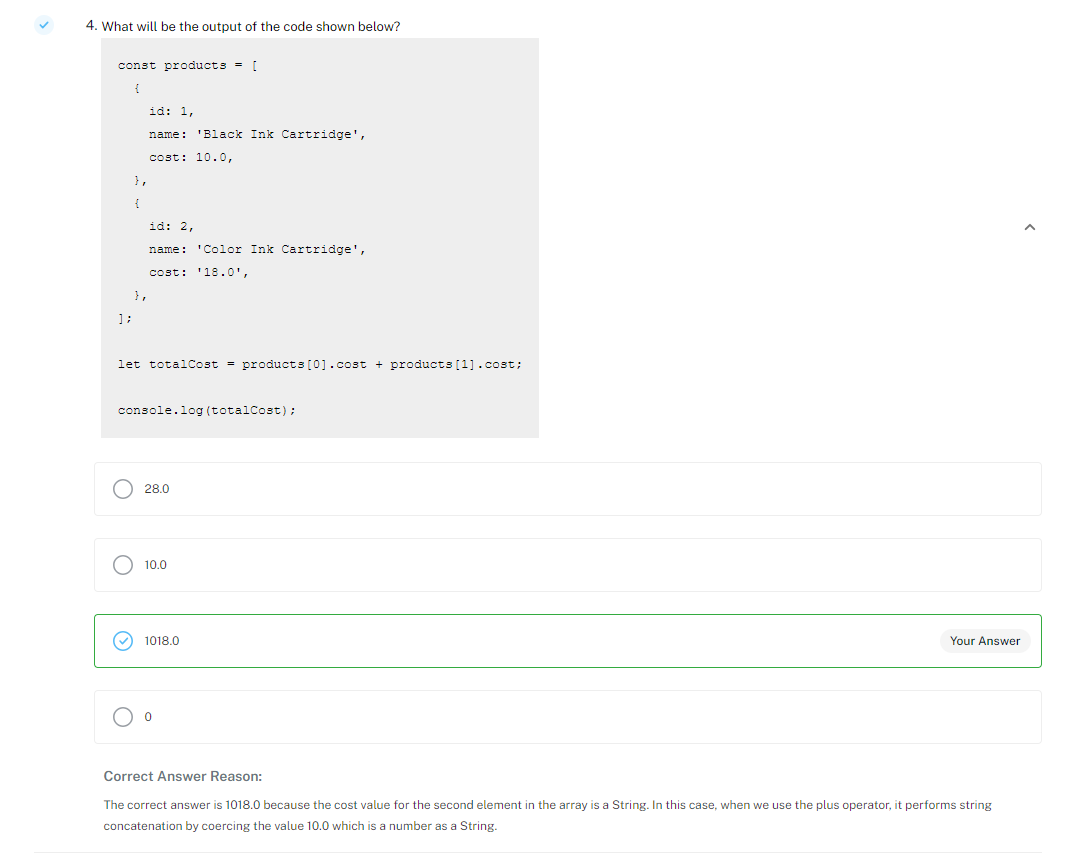 4. What will be the output of the code shown below?
const products = [
  {
    id: 1,
    name: 'Black Ink Cartridge',
    cost: 10.0,
  },
  {
    id: 2,
    name: 'Color Ink Cartridge',
    cost: '18.0',
  },
];
let totalCost = products[0].cost + products[1].cost;
console.log(totalCost);
28.0
10.0
1018.0 Your Answer
0
Correct Answer Reason:
The correct answer is 1018.0 because the cost value for the second element in the array is a String. In this case, when we use the plus operator, it performs string
concatenation by coercing the value 10.0 which is a number as a String.